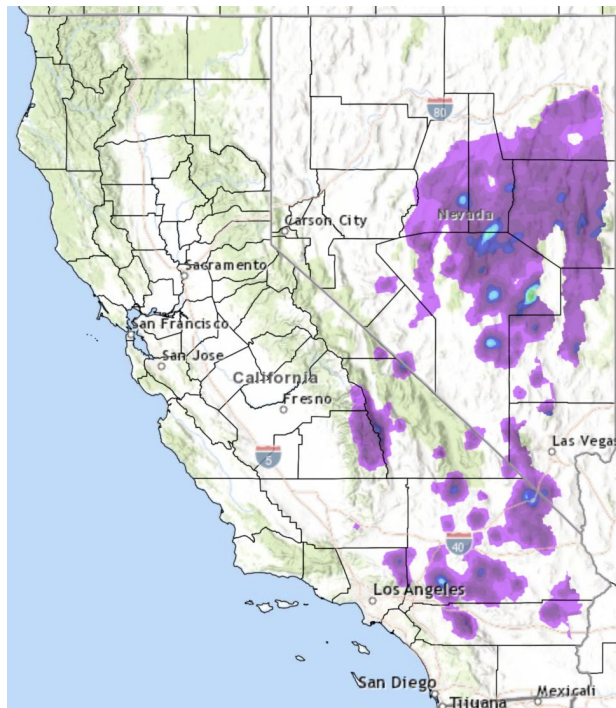 80
Nevada
Carson City
Sacramento
San Francisco
San Jose
California
Fresno
5
Las Vegas
40
Los Angeles
San Diego
Mexicali
Tijuana